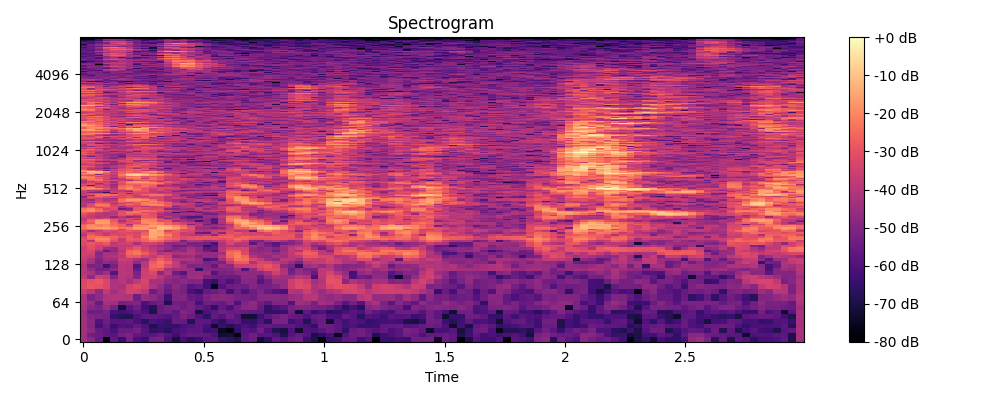 Spectrogram
Hz
4096
2048
1024
512
256
128
64
0
0 0.5 1 1.5 2 2.5
Time
+0 dB
-10 dB
-20 dB
-30 dB
-40 dB
-50 dB
-60 dB
-70 dB
-80 dB